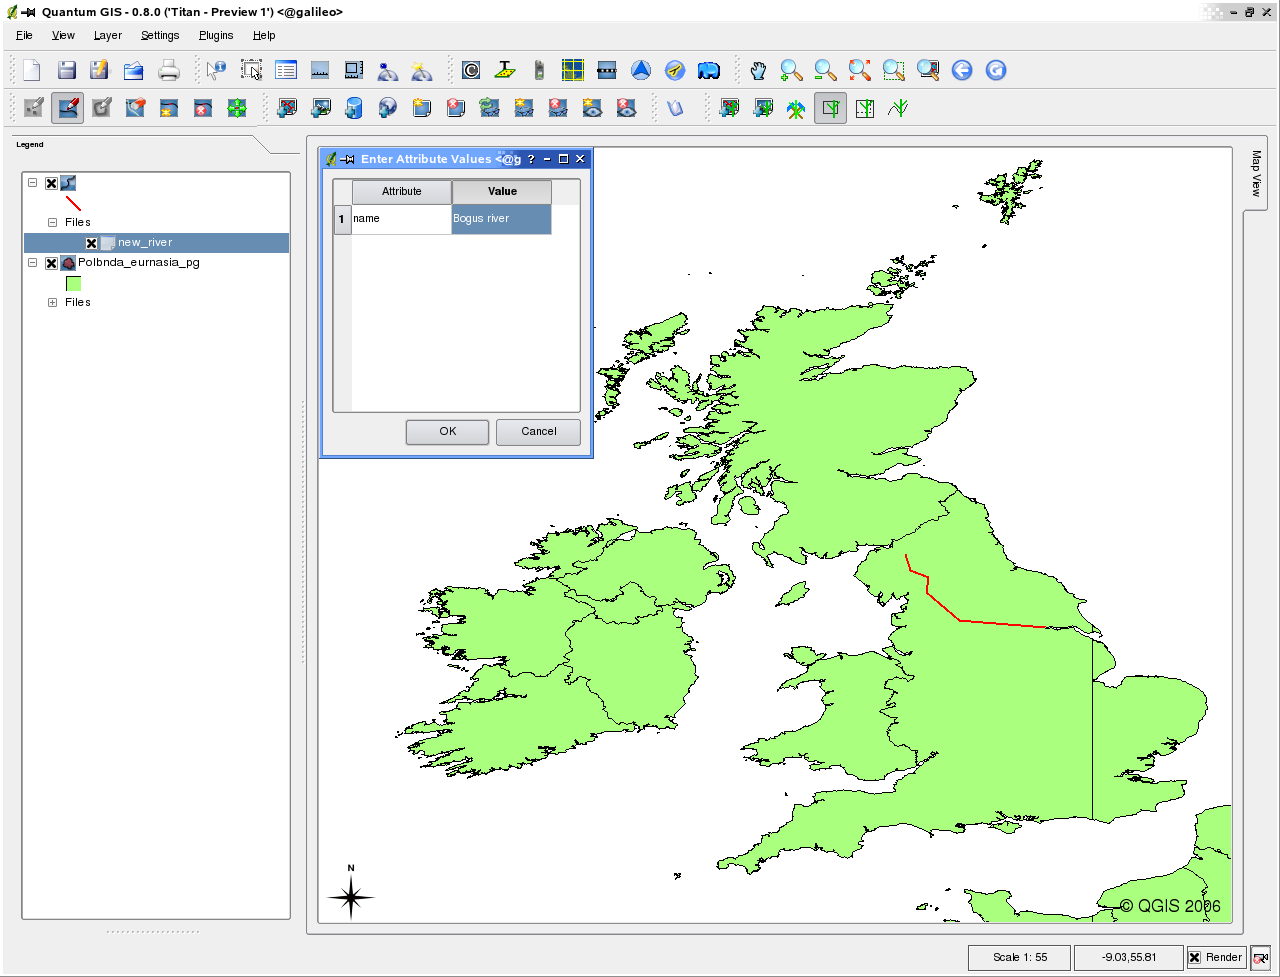 Quantum GIS - 0.8.0 ('Titan - Preview 1') <@galileo>
File View Layer Settings Plugins Help
Legend
Files
new_river
Polbnda_eurnasia_pg
Files
Enter Attribute Values <@g
Attribute Value
1 name Bogus river
OK Cancel
Map View
N
© QGIS 2006
Scale 1: 55 -9.03,55.81 Render